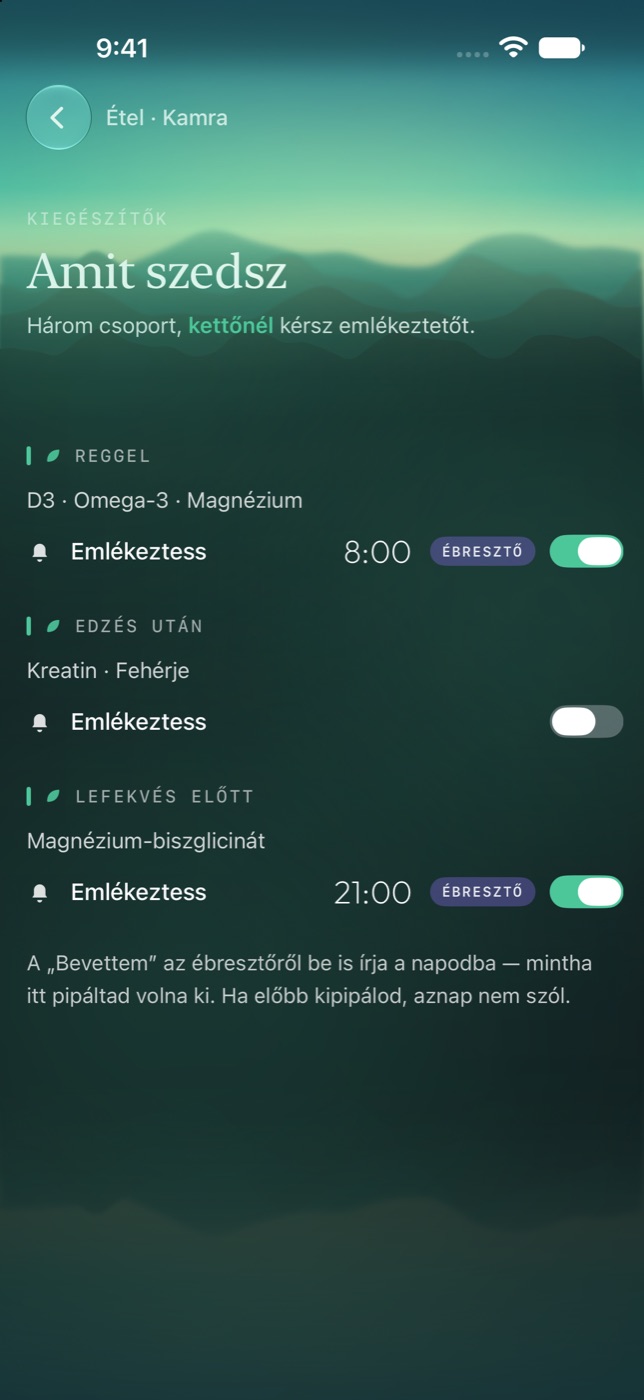 9:41
Étel · Kamra
KIEGÉSZÍTŐK
Amit szedsz
Három csoport, kettőnél kérsz emlékeztetőt.
REGGEL
D3 · Omega-3 · Magnézium
Emlékeztess 8:00 ÉBRESZTŐ
EDZÉS UTÁN
Kreatin · Fehérje
Emlékeztess
LEFEKVÉS ELŐTT
Magnézium-biszglicinát
Emlékeztess 21:00 ÉBRESZTŐ
A „Bevettem” az ébresztőről be is írja a napodba — mintha
itt pipáltad volna ki. Ha előbb kipipálod, aznap nem szól.